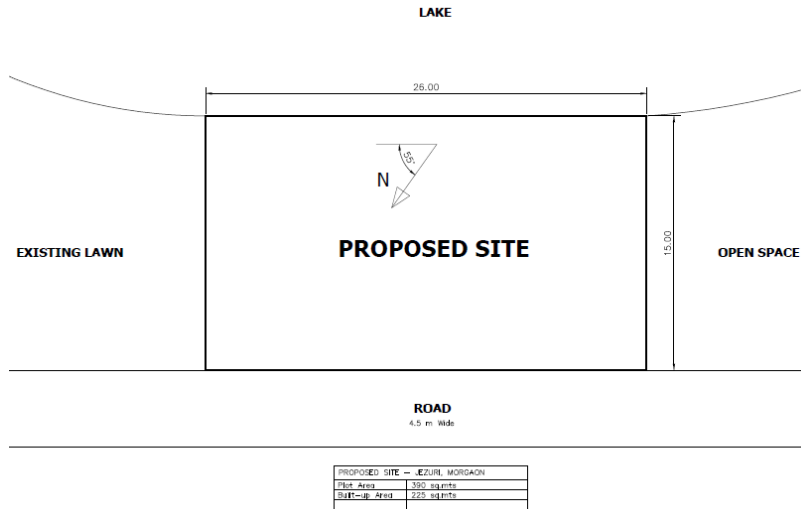 LAKE
26.00
55°
N
PROPOSED SITE
15.00
EXISTING LAWN
OPEN SPACE
ROAD
4.5 m Wide
PROPOSED SITE — JEZURI, MORGAON
Plot Area 390 sq.mts
Built-up Area 225 sq.mts